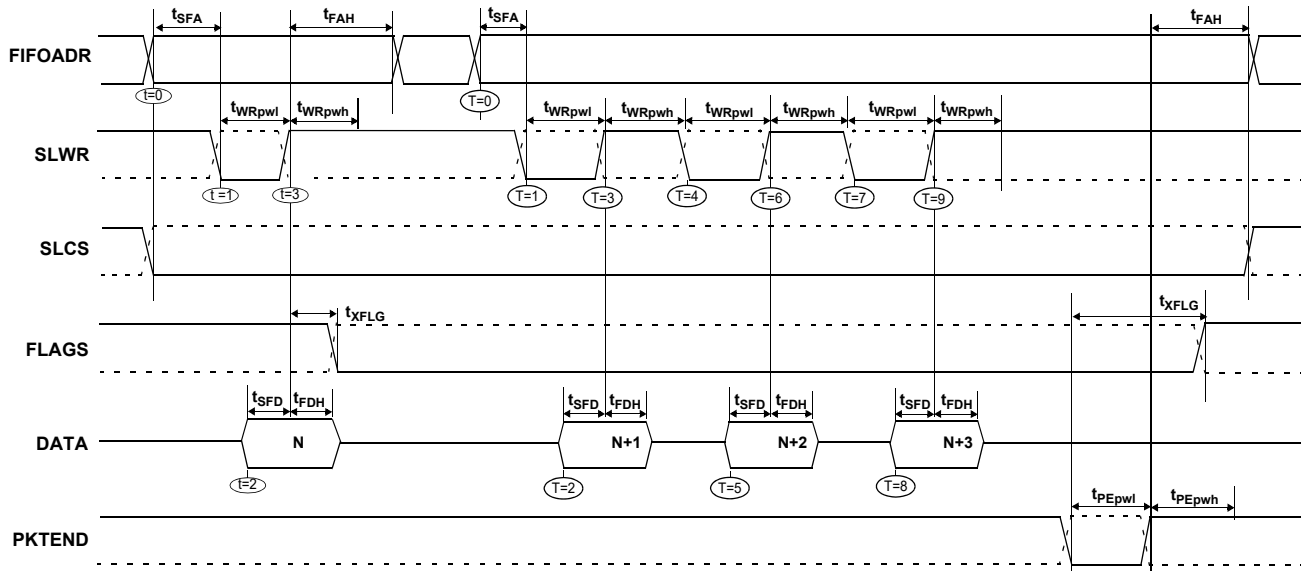 tSFA tFAH tSFA tFAH
FIFOADR
t=0 T=0
tWRpwl tWRpwh tWRpwl tWRpwh tWRpwl tWRpwh tWRpwl tWRpwh
SLWR
t =1 t=3 T=1 T=3 T=4 T=6 T=7 T=9
SLCS
tXFLG tXFLG
FLAGS
tSFD tFDH tSFD tFDH tSFD tFDH tSFD tFDH
DATA N N+1 N+2 N+3
t=2 T=2 T=5 T=8
tPEpwl tPEpwh
PKTEND